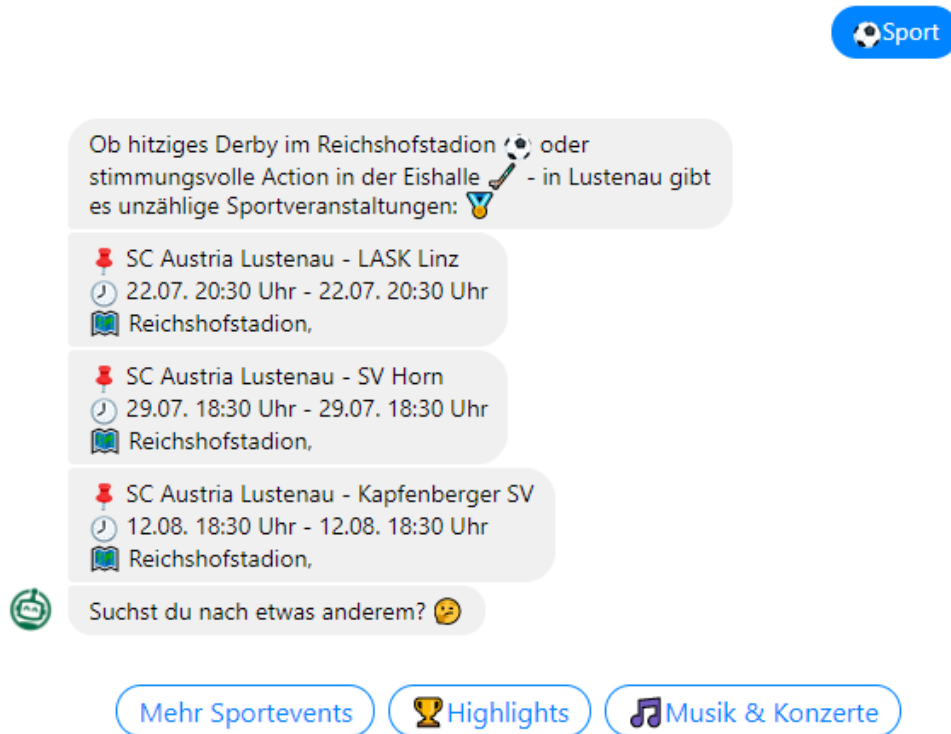 ⚽Sport
Ob hitziges Derby im Reichshofstadion ⚽ oder
stimmungsvolle Action in der Eishalle 🏒 - in Lustenau gibt
es unzählige Sportveranstaltungen: 🏅
📌 SC Austria Lustenau - LASK Linz
🕗 22.07. 20:30 Uhr - 22.07. 20:30 Uhr
🗺️ Reichshofstadion,
📌 SC Austria Lustenau - SV Horn
🕗 29.07. 18:30 Uhr - 29.07. 18:30 Uhr
🗺️ Reichshofstadion,
📌 SC Austria Lustenau - Kapfenberger SV
🕗 12.08. 18:30 Uhr - 12.08. 18:30 Uhr
🗺️ Reichshofstadion,
Suchst du nach etwas anderem? 🤔
Mehr Sportevents 🏆Highlights 🎵Musik & Konzerte